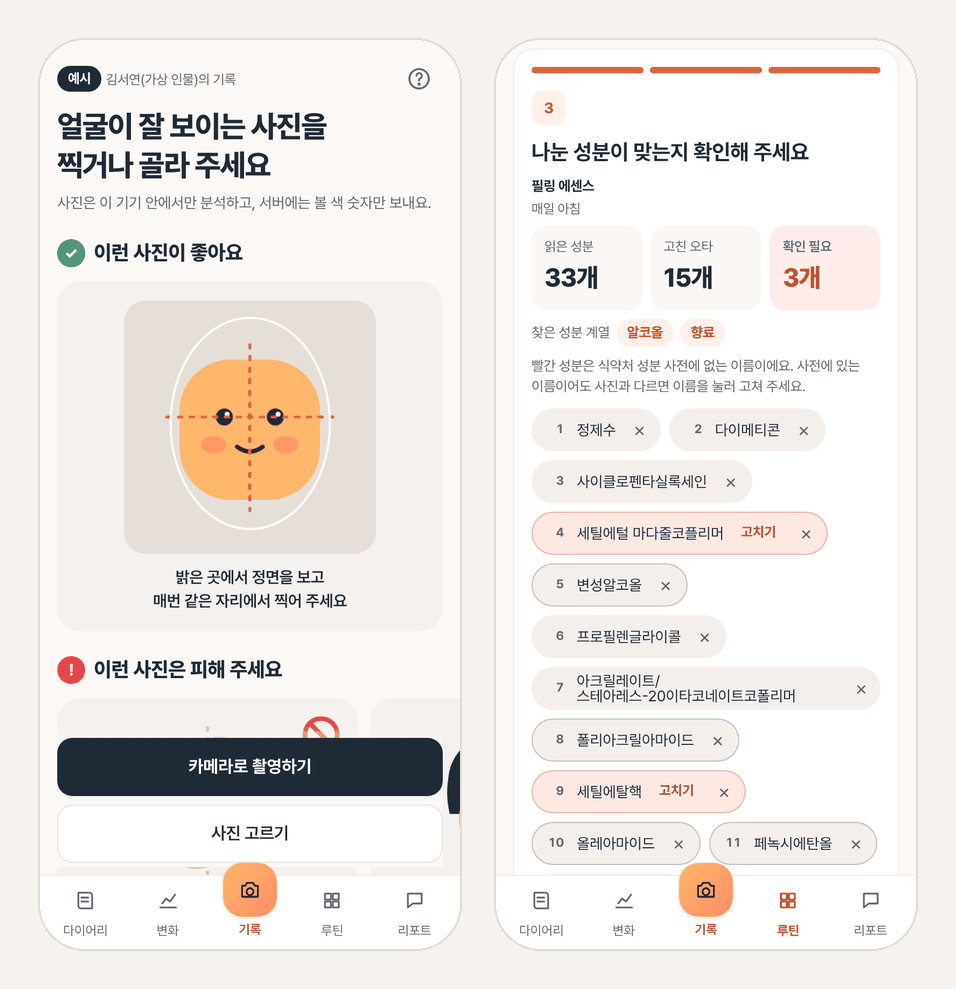 예시 김서연(가상 인물)의 기록
얼굴이 잘 보이는 사진을
찍거나 골라 주세요
사진은 이 기기 안에서만 분석하고, 서버에는 볼 색 숫자만 보내요.
이런 사진이 좋아요
밝은 곳에서 정면을 보고
매번 같은 자리에서 찍어 주세요
! 이런 사진은 피해 주세요
카메라로 촬영하기
사진 고르기
다이어리 변화 기록 루틴 리포트
3
나눈 성분이 맞는지 확인해 주세요
필링 에센스
매일 아침
읽은 성분 고친 오타 확인 필요
33개 15개 3개
찾은 성분 계열 알코올 향료
빨간 성분은 식약처 성분 사전에 없는 이름이에요. 사전에 있는
이름이어도 사진과 다르면 이름을 눌러 고쳐 주세요.
1 정제수 × 2 다이메티콘 ×
3 사이클로펜타실록세인 ×
4 세틸에털 마다줄코플리머 고치기 ×
5 변성알코올 ×
6 프로필렌글라이콜 ×
7 아크릴레이트/
스테아레스-20이타코네이트코폴리머 ×
8 폴리아크릴아마이드 ×
9 세틸에탈핵 고치기 ×
10 올레아마이드 × 11 페녹시에탄올 ×
다이어리 변화 기록 루틴 리포트